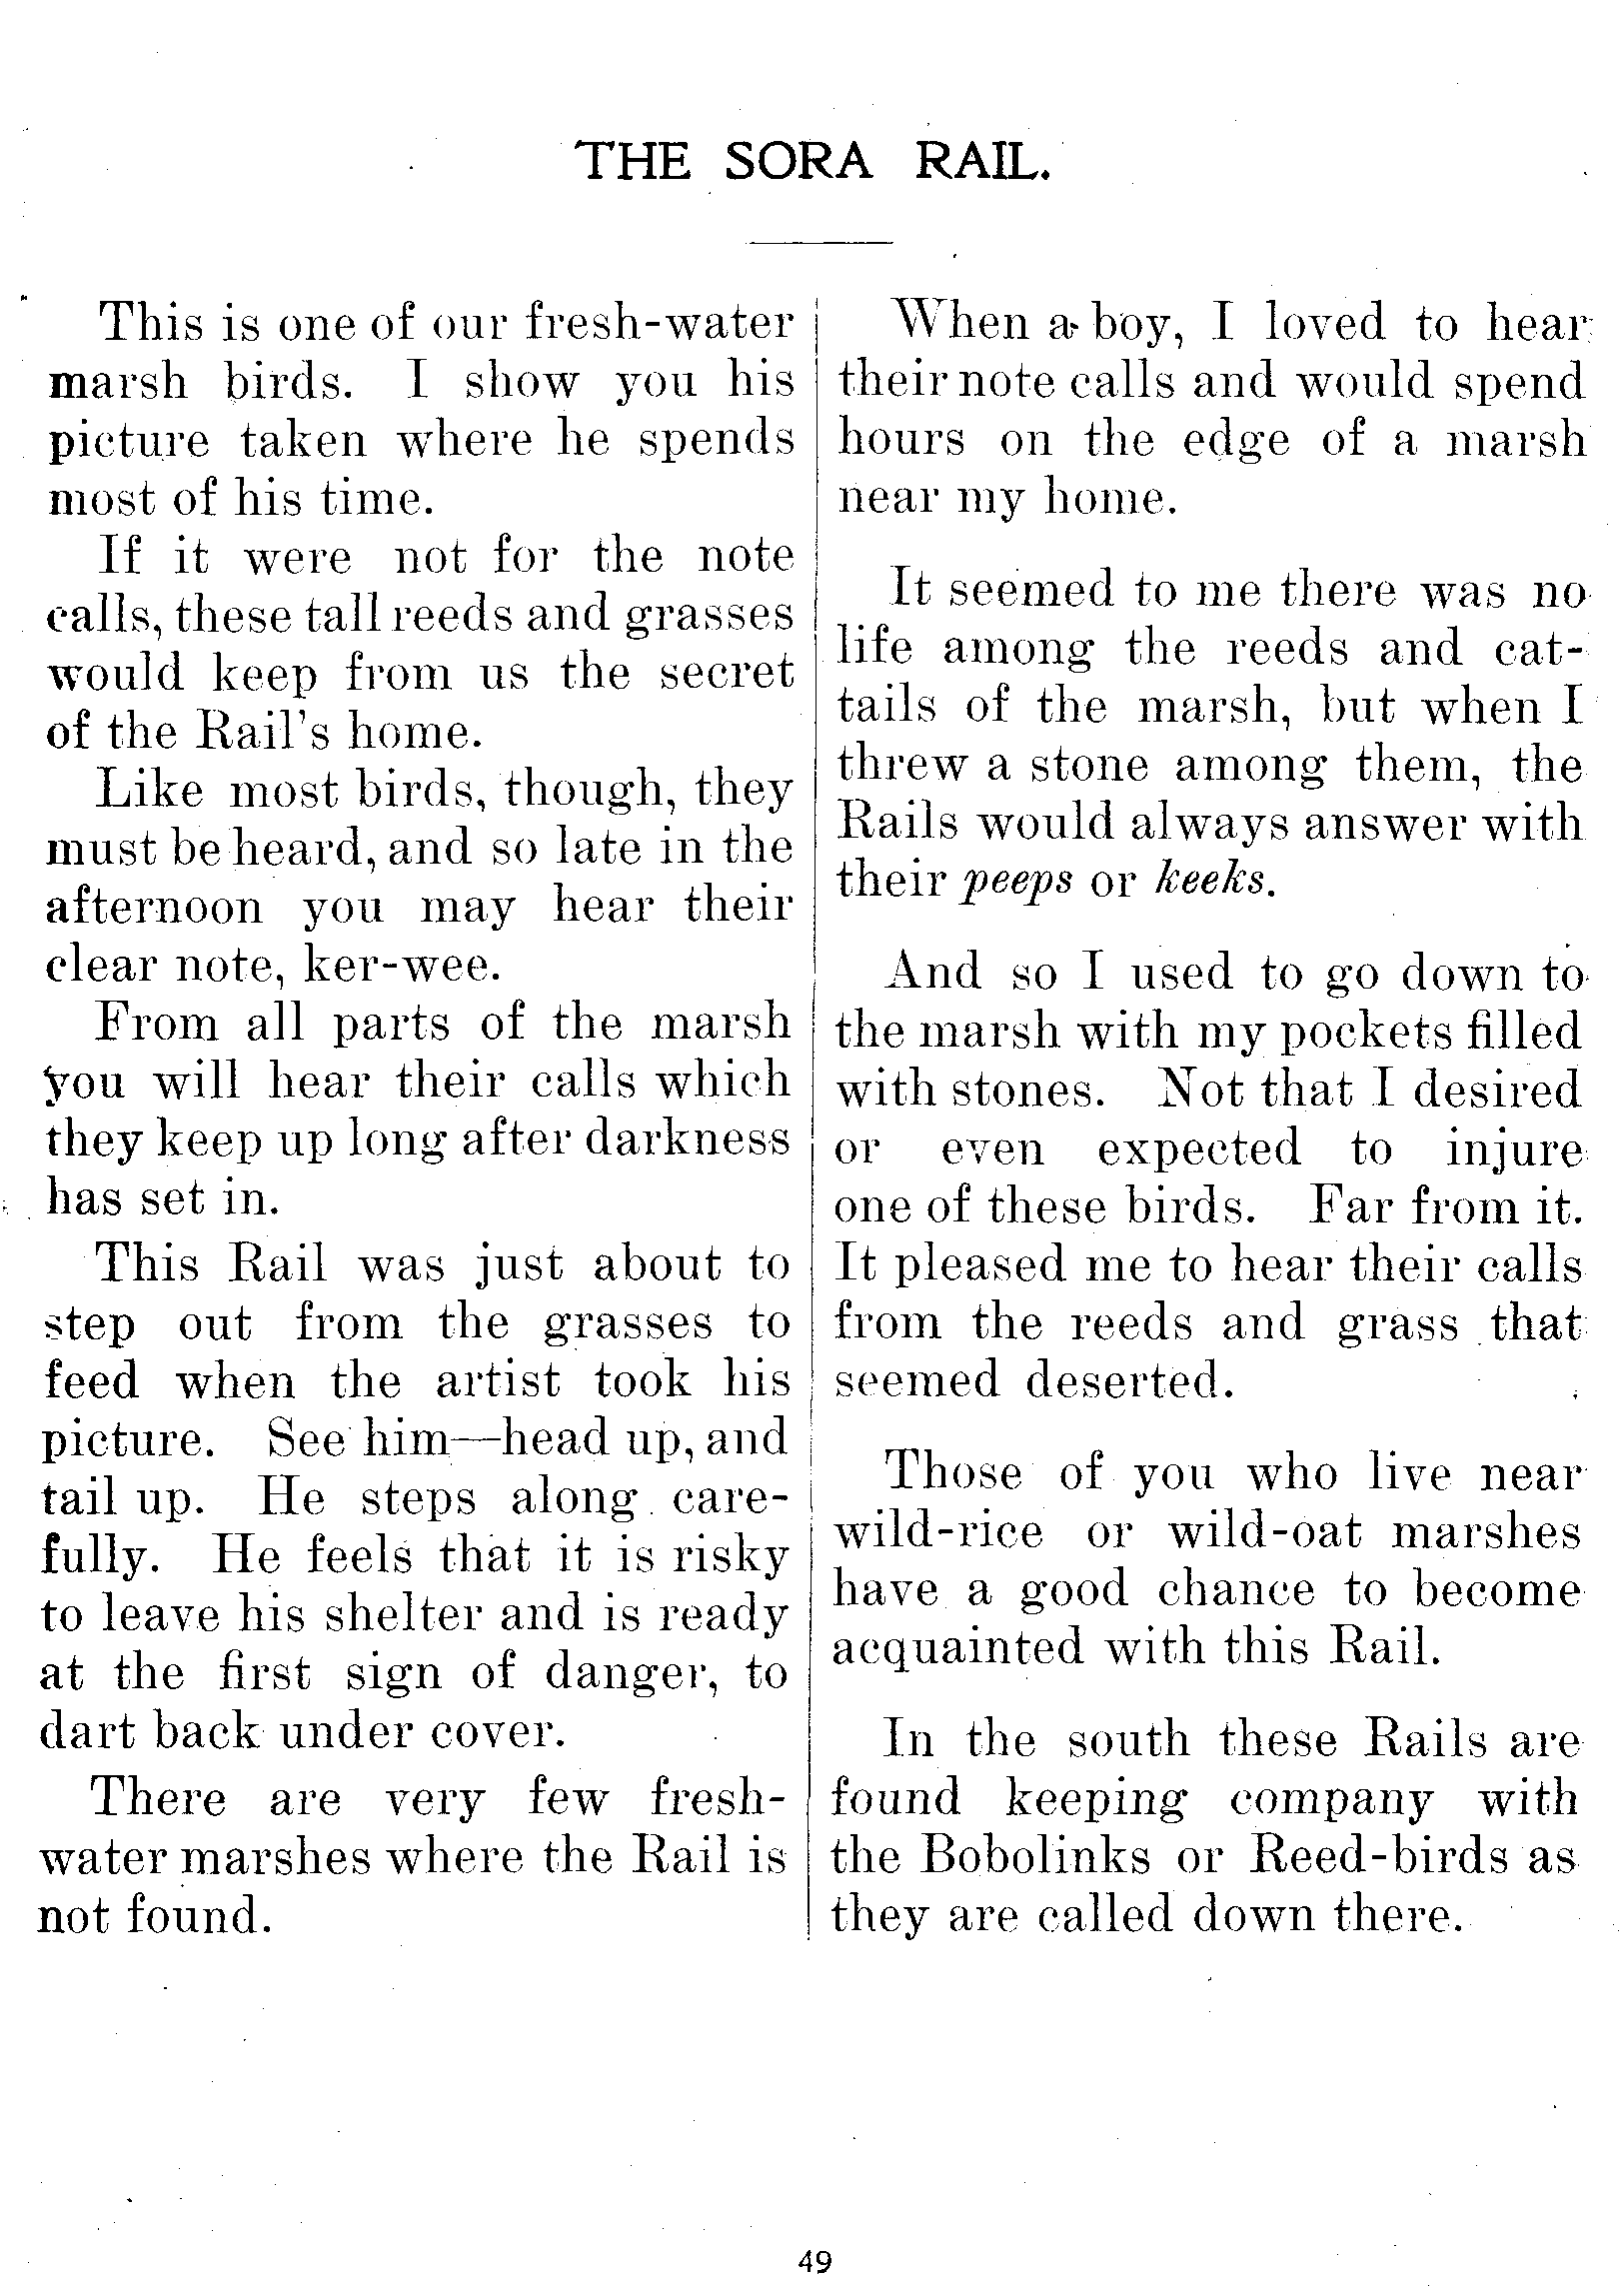 THE SORA RAIL.
This is one of our fresh-water
marsh birds. I show you his
picture taken where he spends
most of his time.
If it were not for the note
calls, these tall reeds and grasses
would keep from us the secret
of the Rail's home.
Like most birds, though, they
must be heard, and so late in the
afternoon you may hear their
clear note, ker-wee.
From all parts of the marsh
you will hear their calls which
they keep up long after darkness
has set in.
This Rail was just about to
step out from the grasses to
feed when the artist took his
picture. See him—head up, and
tail up. He steps along care-
fully. He feels that it is risky
to leave his shelter and is ready
at the first sign of danger, to
dart back under cover.
There are very few fresh-
water marshes where the Rail is
not found.
When a boy, I loved to hear
their note calls and would spend
hours on the edge of a marsh
near my home.
It seemed to me there was no
life among the reeds and cat-
tails of the marsh, but when I
threw a stone among them, the
Rails would always answer with
their peeps or keeks.
And so I used to go down to
the marsh with my pockets filled
with stones. Not that I desired
or even expected to injure
one of these birds. Far from it.
It pleased me to hear their calls
from the reeds and grass that
seemed deserted.
Those of you who live near
wild-rice or wild-oat marshes
have a good chance to become
acquainted with this Rail.
In the south these Rails are
found keeping company with
the Bobolinks or Reed-birds as
they are called down there.
49